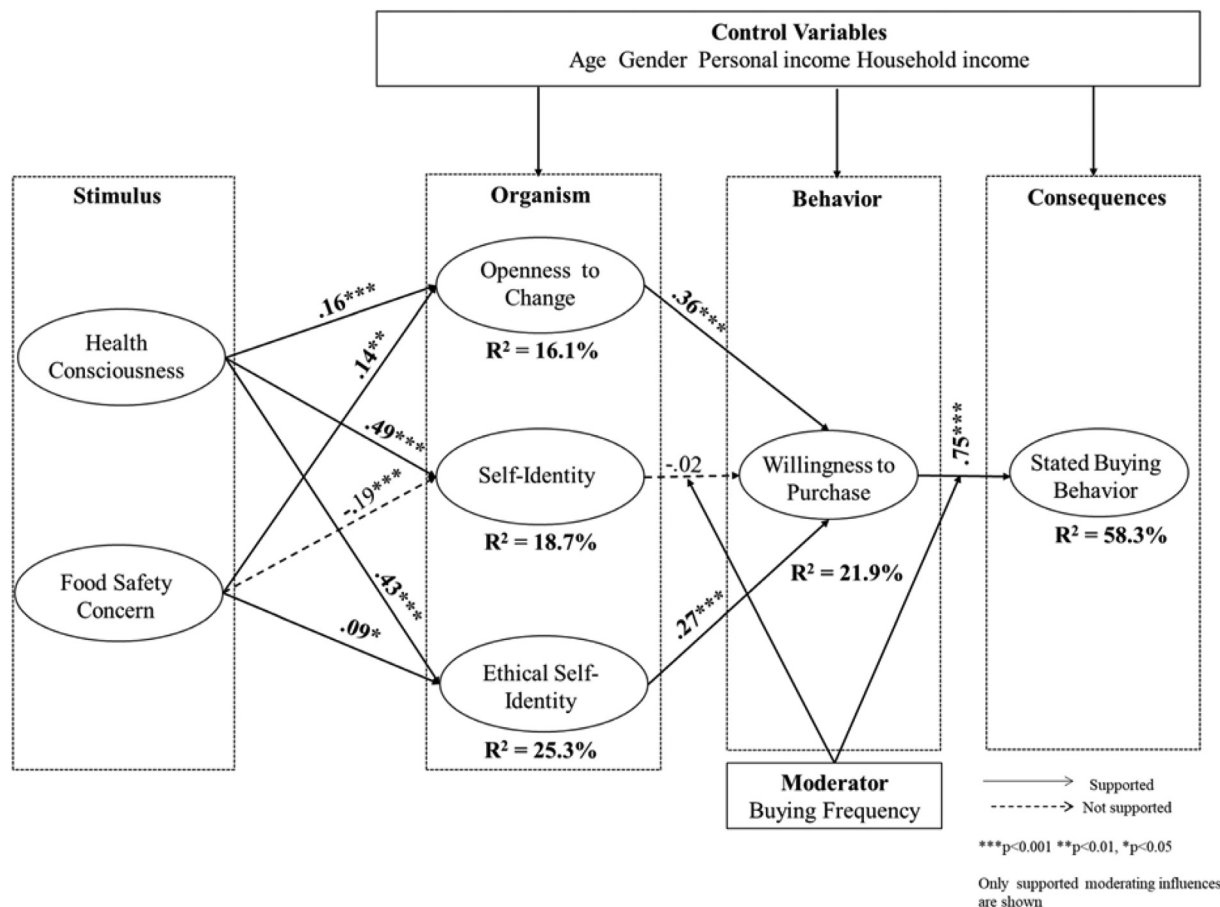 Control Variables
Age Gender Personal income Household income
Stimulus
Organism
Behavior
Consequences
Health
Consciousness
Food Safety
Concern
.16***
.14**
.49***
-.19***
.43***
.09*
Openness to
Change
R² = 16.1%
Self-Identity
R² = 18.7%
Ethical Self-
Identity
R² = 25.3%
.36***
-.02
.27***
Willingness to
Purchase
R² = 21.9%
.75***
Stated Buying
Behavior
R² = 58.3%
Moderator
Buying Frequency
Supported
Not supported
***p<0.001 **p<0.01, *p<0.05
Only supported moderating influences
are shown